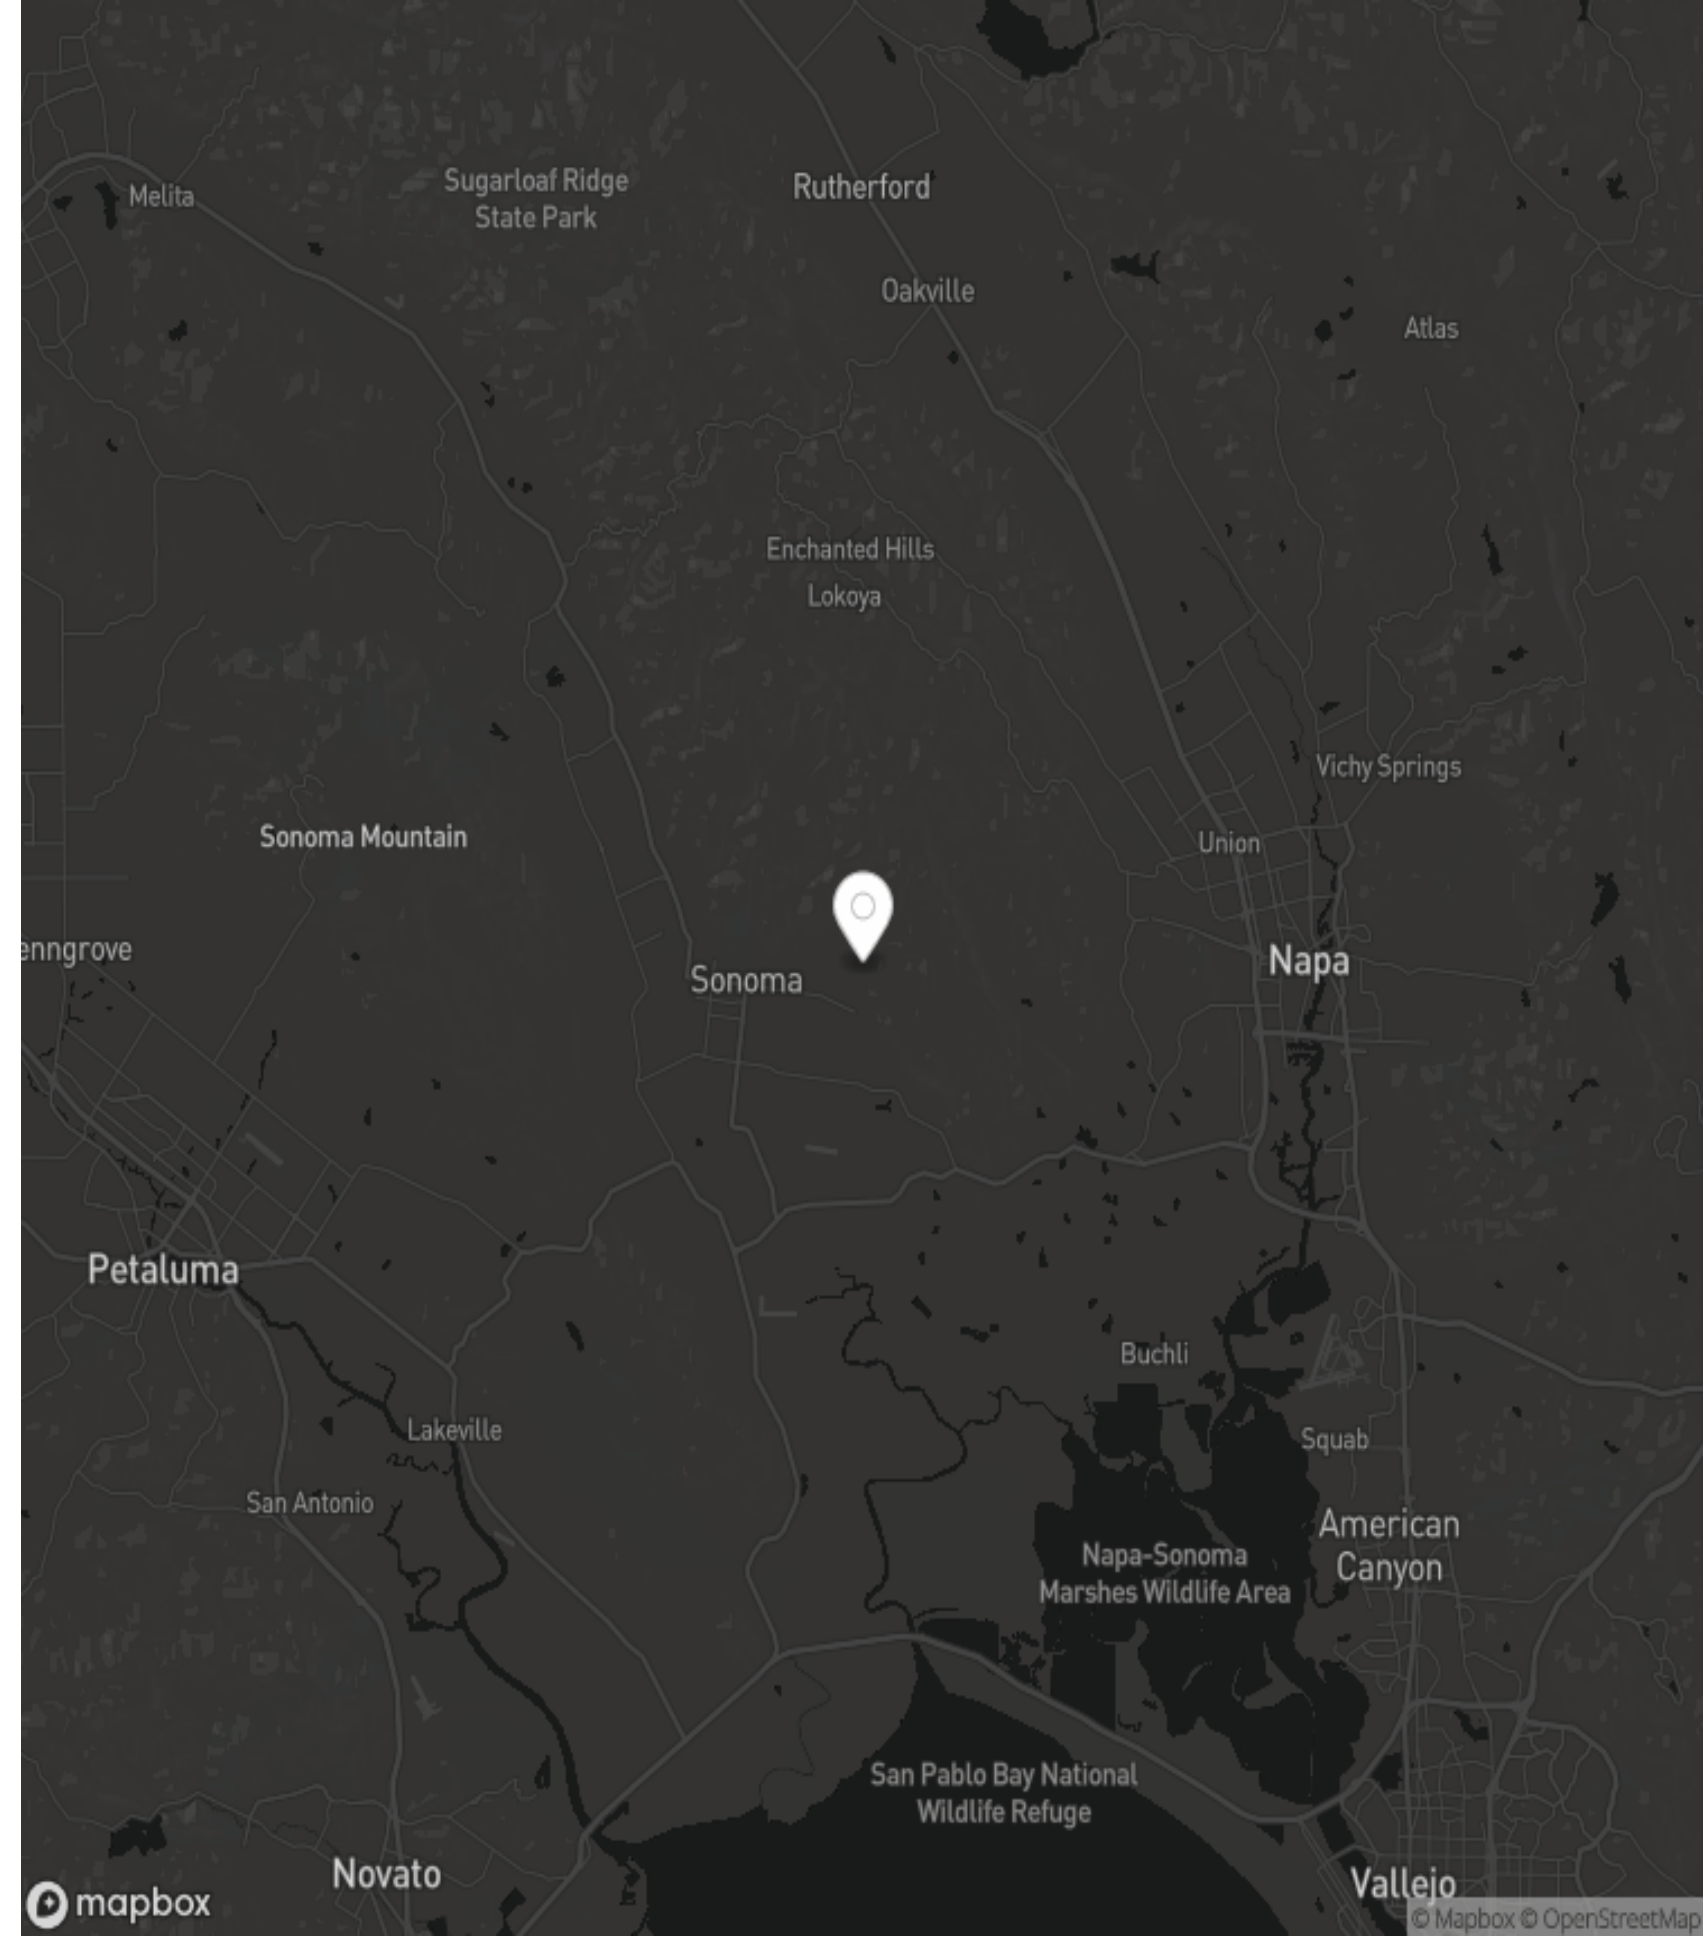 Melita
Sugarloaf Ridge
State Park
Rutherford
Oakville
Atlas
Enchanted Hills
Lokoya
Vichy Springs
Sonoma Mountain
Union
enngrove
Napa
Sonoma
Petaluma
Buchli
Lakeville
Squab
San Antonio
American
Canyon
Napa-Sonoma
Marshes Wildlife Area
San Pablo Bay National
Wildlife Refuge
Novato
Vallejo
mapbox
© Mapbox © OpenStreetMap